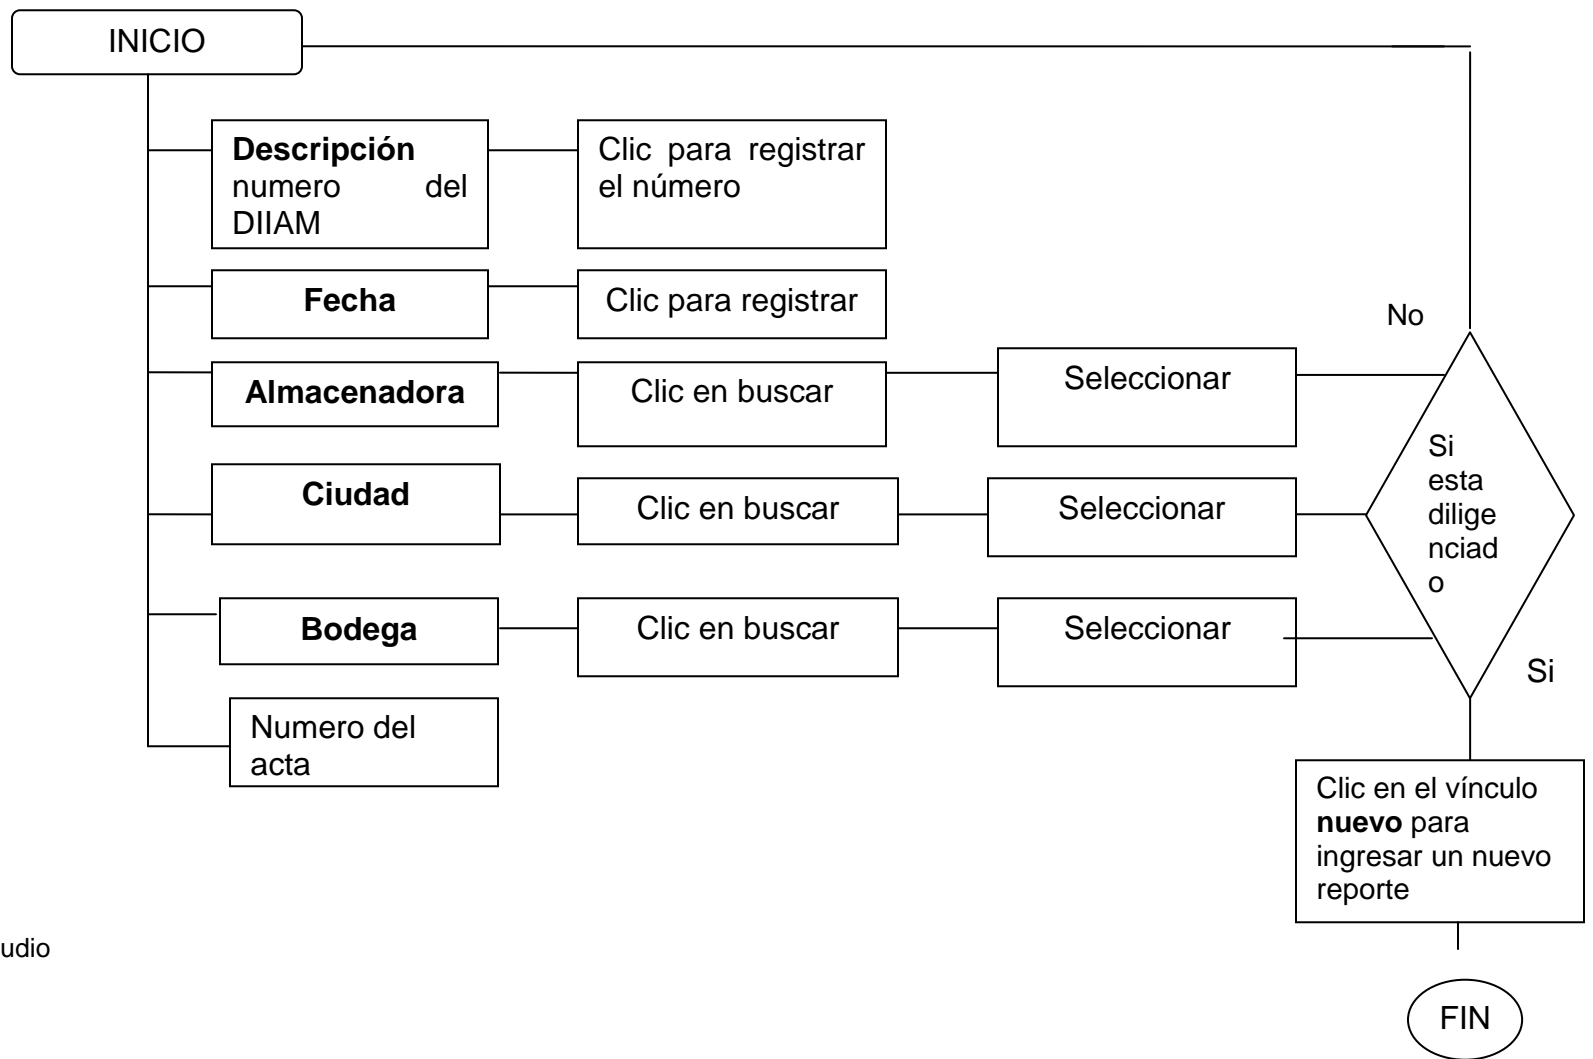 INICIO
Descripción
numero del
DIIAM
Clic para registrar
el número
Fecha
Clic para registrar
No
Almacenadora
Clic en buscar
Seleccionar
Si
esta
dilige
nciad
o
Ciudad
Clic en buscar
Seleccionar
Bodega
Clic en buscar
Seleccionar
Si
Numero del
acta
Clic en el vínculo
nuevo para
ingresar un nuevo
reporte
udio
FIN